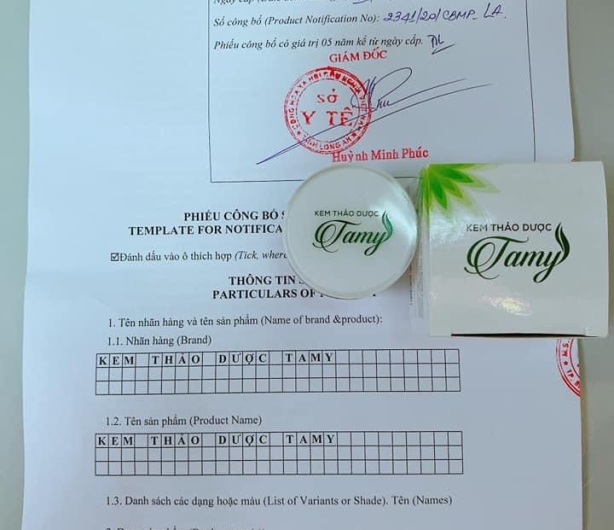 Số công bố (Product Notification No): 2341/20/CBMP-LA.
Phiếu công bố có giá trị 05 năm kể từ ngày cấp.
GIÁM ĐỐC
SỞ
Y TẾ
TỈNH LONG AN
Huỳnh Minh Phúc
PHIẾU CÔNG BỐ
TEMPLATE FOR NOTIFICA
KEM THẢO DƯỢC
Tamy
KEM THẢO DƯỢC
Tamy
☑Đánh dấu vào ô thích hợp (Tick, where
THÔNG TIN
PARTICULARS OF
1. Tên nhãn hàng và tên sản phẩm (Name of brand &product):
1.1. Nhãn hàng (Brand)
KEM THẢO DƯỢC TAMY
1.2. Tên sản phẩm (Product Name)
KEM THẢO DƯỢC TAMY
1.3. Danh sách các dạng hoặc màu (List of Variants or Shade). Tên (Names)